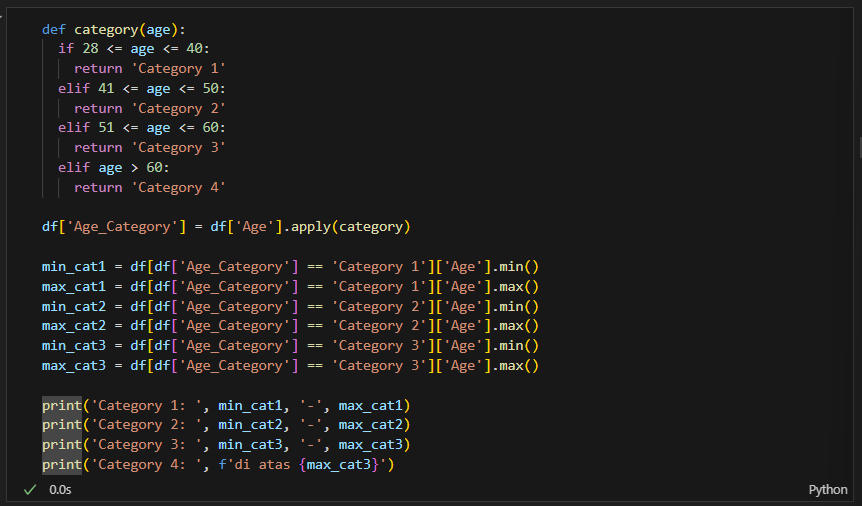 def category(age):
  if 28 <= age <= 40:
    return 'Category 1'
  elif 41 <= age <= 50:
    return 'Category 2'
  elif 51 <= age <= 60:
    return 'Category 3'
  elif age > 60:
    return 'Category 4'

df['Age_Category'] = df['Age'].apply(category)

min_cat1 = df[df['Age_Category'] == 'Category 1']['Age'].min()
max_cat1 = df[df['Age_Category'] == 'Category 1']['Age'].max()
min_cat2 = df[df['Age_Category'] == 'Category 2']['Age'].min()
max_cat2 = df[df['Age_Category'] == 'Category 2']['Age'].max()
min_cat3 = df[df['Age_Category'] == 'Category 3']['Age'].min()
max_cat3 = df[df['Age_Category'] == 'Category 3']['Age'].max()

print('Category 1: ', min_cat1, '-', max_cat1)
print('Category 2: ', min_cat2, '-', max_cat2)
print('Category 3: ', min_cat3, '-', max_cat3)
print('Category 4: ', f'di atas {max_cat3}')
0.0s
Python